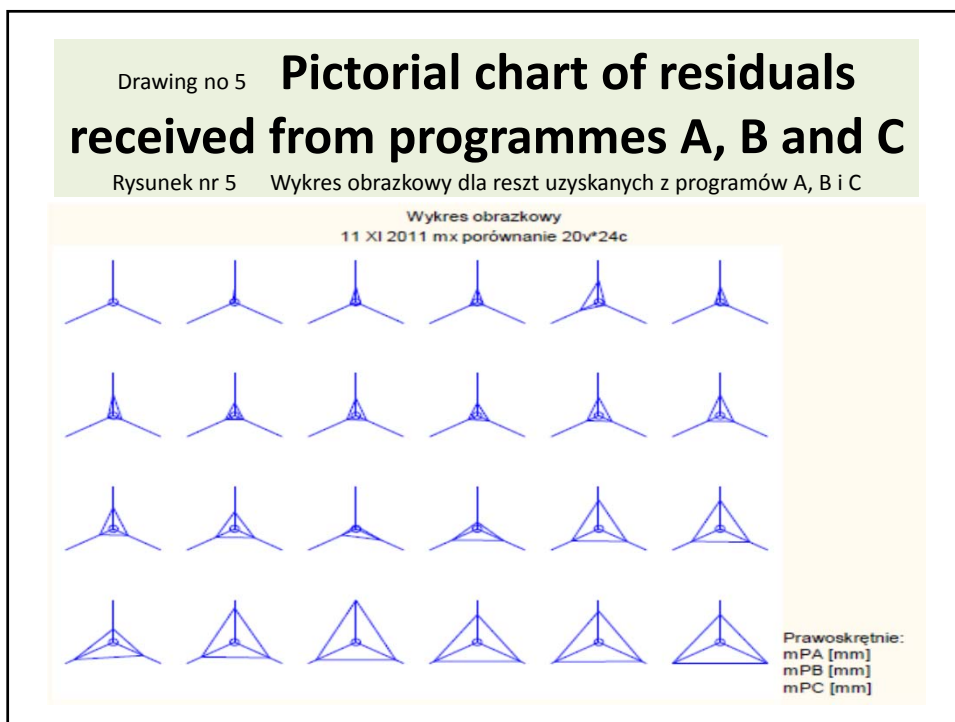 Drawing no 5 Pictorial chart of residuals
received from programmes A, B and C
Rysunek nr 5 Wykres obrazkowy dla reszt uzyskanych z programów A, B i C
Wykres obrazkowy
11 XI 2011 mx porównanie 20v*24c
Prawoskrętnie:
mPA [mm]
mPB [mm]
mPC [mm]